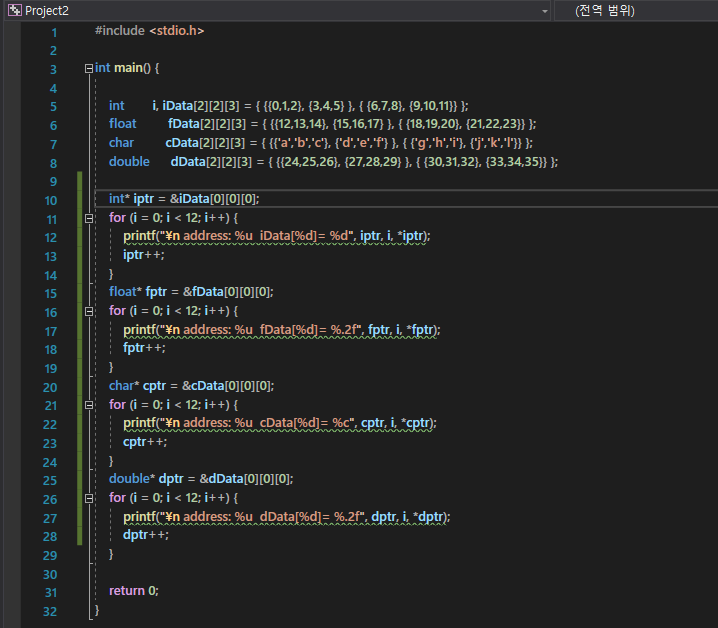 Project2 (전역 범위)
1 #include <stdio.h>
2
3 int main() {
4
5 int i, iData[2][2][3] = { {{0,1,2}, {3,4,5} }, { {6,7,8}, {9,10,11}} };
6 float fData[2][2][3] = { {{12,13,14}, {15,16,17} }, { {18,19,20}, {21,22,23}} };
7 char cData[2][2][3] = { {{'a','b','c'}, {'d','e','f'} }, { {'g','h','i'}, {'j','k','l'}} };
8 double dData[2][2][3] = { {{24,25,26}, {27,28,29} }, { {30,31,32}, {33,34,35}} };
9
10 int* iptr = &iData[0][0][0];
11 for (i = 0; i < 12; i++) {
12 printf("₩n address: %u iData[%d]= %d", iptr, i, *iptr);
13 iptr++;
14 }
15 float* fptr = &fData[0][0][0];
16 for (i = 0; i < 12; i++) {
17 printf("₩n address: %u fData[%d]= %.2f", fptr, i, *fptr);
18 fptr++;
19 }
20 char* cptr = &cData[0][0][0];
21 for (i = 0; i < 12; i++) {
22 printf("₩n address: %u cData[%d]= %c", cptr, i, *cptr);
23 cptr++;
24 }
25 double* dptr = &dData[0][0][0];
26 for (i = 0; i < 12; i++) {
27 printf("₩n address: %u dData[%d]= %.2f", dptr, i, *dptr);
28 dptr++;
29 }
30
31 return 0;
32 }